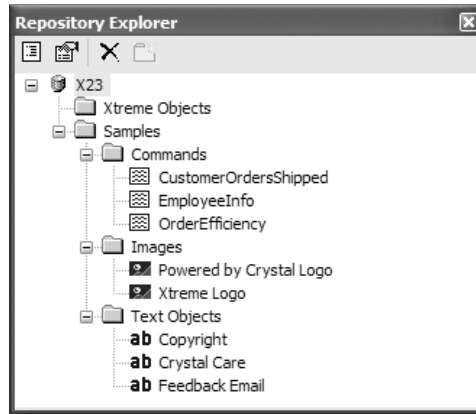 Repository Explorer
X23
Xtreme Objects
Samples
Commands
CustomerOrdersShipped
EmployeeInfo
OrderEfficiency
Images
Powered by Crystal Logo
Xtreme Logo
Text Objects
ab Copyright
ab Crystal Care
ab Feedback Email